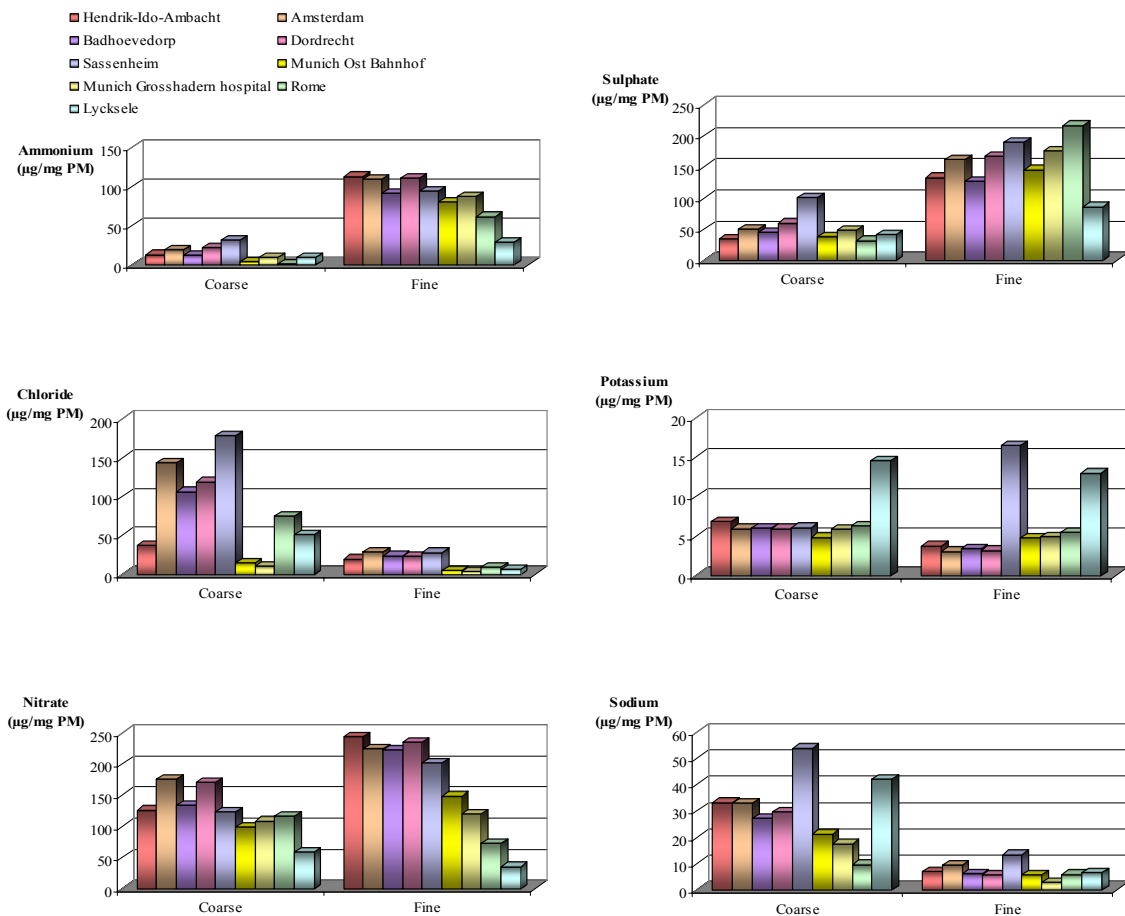 Hendrik-Ido-Ambacht Amsterdam
Badhoevedorp Dordrecht
Sassenheim Munich Ost Bahnhof
Munich Grosshadern hospital Rome
Lycksele
Ammonium
(µg/mg PM)
150
100
50
0
Coarse Fine
Sulphate
(µg/mg PM)
250
200
150
100
50
0
Coarse Fine
Chloride
(µg/mg PM)
200
150
100
50
0
Coarse Fine
Potassium
(µg/mg PM)
20
15
10
5
0
Coarse Fine
Nitrate
(µg/mg PM)
250
200
150
100
50
0
Coarse Fine
Sodium
(µg/mg PM)
60
50
40
30
20
10
0
Coarse Fine